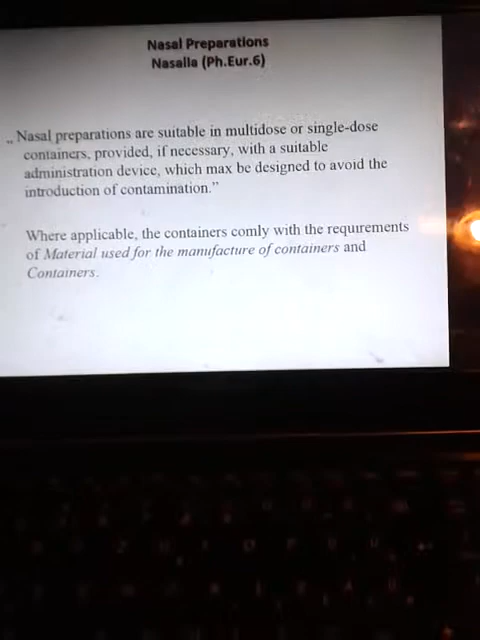 Nasal Preparations
Nasalia (Ph.Eur.6)
„ Nasal preparations are suitable in multidose or single-dose
containers, provided, if necessary, with a suitable
administration device, which max be designed to avoid the
introduction of contamination.”
Where applicable, the containers comly with the requirements
of Material used for the manufacture of containers and
Containers.